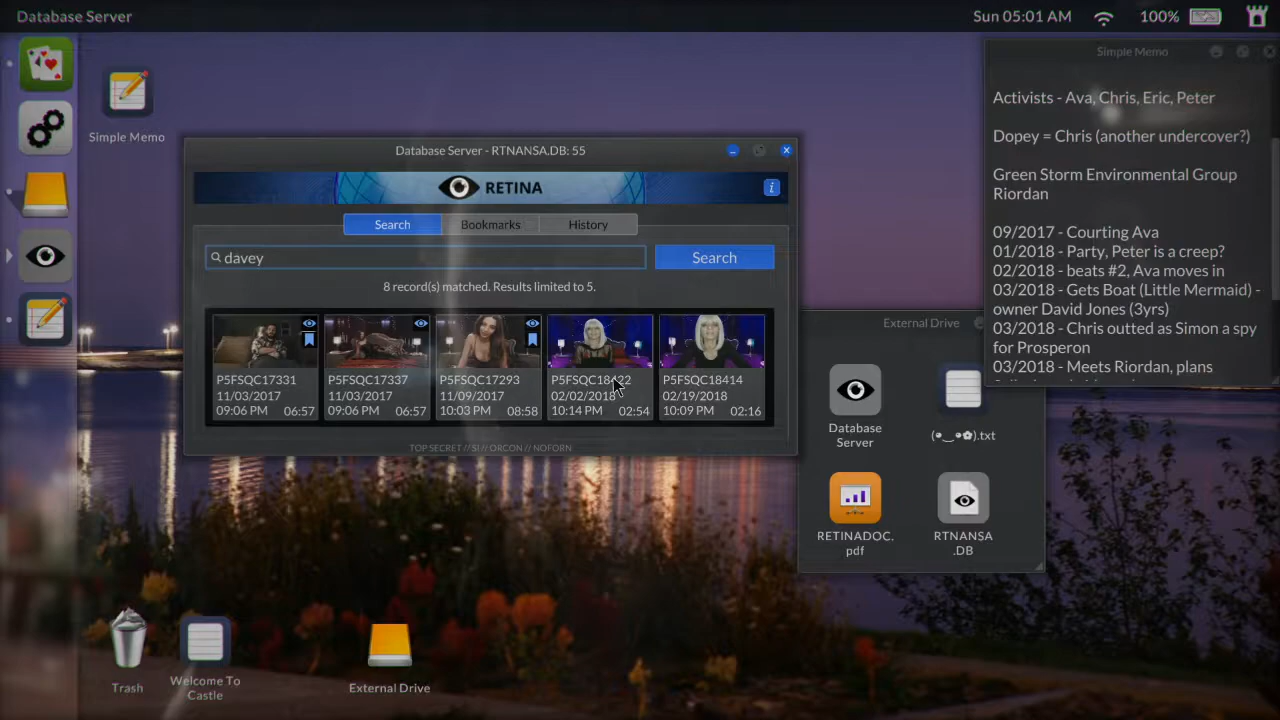 Database Server
Sun 05:01 AM
100%
Simple Memo
Simple Memo
Activists - Ava, Chris, Eric, Peter
Dopey = Chris (another undercover?)
Green Storm Environmental Group
Riordan
09/2017 - Courting Ava
01/2018 - Party, Peter is a creep?
02/2018 - beats #2, Ava moves in
03/2018 - Gets Boat (Little Mermaid) -
owner David Jones (3yrs)
03/2018 - Chris outted as Simon a spy
for Prosperon
03/2018 - Meets Riordan, plans
Database Server - RTNANSA.DB: 55
RETINA
i
Search
Bookmarks
History
davey
Search
8 record(s) matched. Results limited to 5.
P5FSQC17331
11/03/2017
09:06 PM 06:57
P5FSQC17337
11/03/2017
09:06 PM 06:57
P5FSQC17293
11/09/2017
10:03 PM 08:58
02/02/2018
10:14 PM 02:54
P5FSQC18414
02/19/2018
10:09 PM 02:16
TOP SECRET // SI // ORCON // NOFORN
External Drive
Database
Server
(•‿•✿).txt
RETINADOC.
pdf
RTNANSA
.DB
Trash
Welcome To
Castle
External Drive